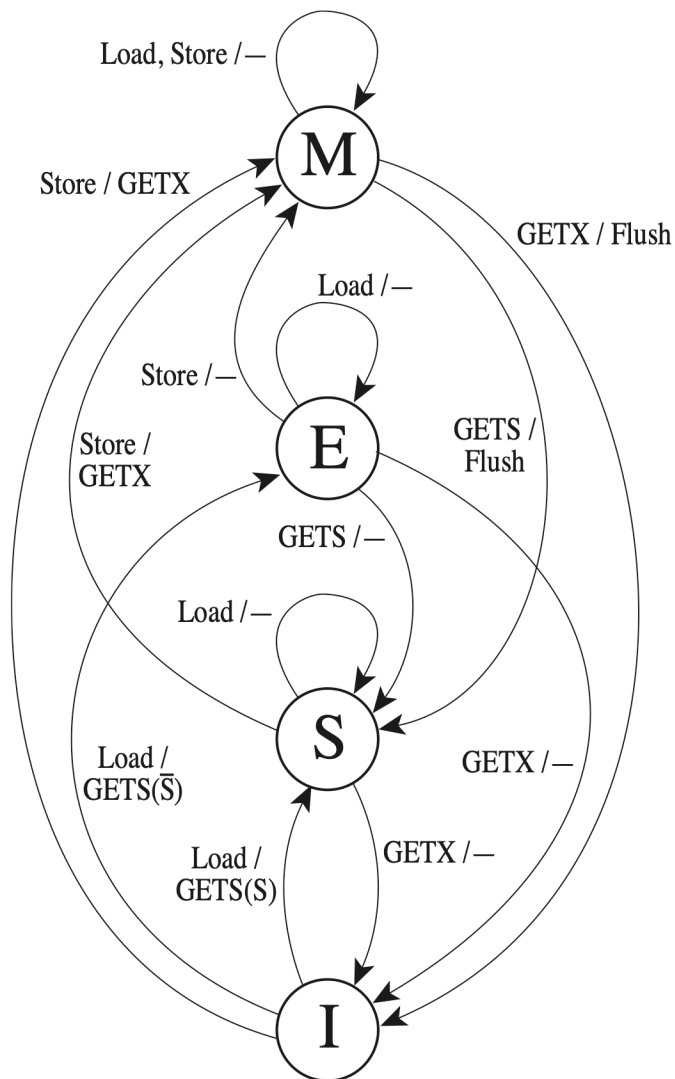 Load, Store / —
M
Store / GETX
GETX / Flush
Load / —
Store / —
E
Store /
GETX
GETS /
Flush
GETS / —
Load / —
S
Load /
GETS(S̄)
GETX / —
Load /
GETS(S)
GETX / —
I